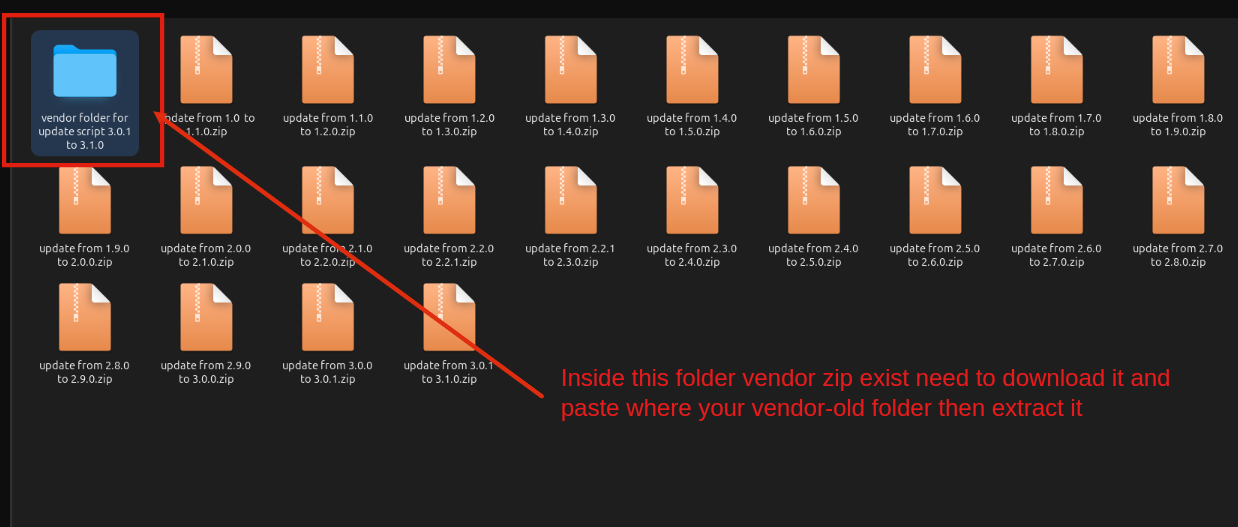 vendor folder for
update script 3.0.1
to 3.1.0
update from 1.0 to
1.1.0.zip
update from 1.1.0
to 1.2.0.zip
update from 1.2.0
to 1.3.0.zip
update from 1.3.0
to 1.4.0.zip
update from 1.4.0
to 1.5.0.zip
update from 1.5.0
to 1.6.0.zip
update from 1.6.0
to 1.7.0.zip
update from 1.7.0
to 1.8.0.zip
update from 1.8.0
to 1.9.0.zip
update from 1.9.0
to 2.0.0.zip
update from 2.0.0
to 2.1.0.zip
update from 2.1.0
to 2.2.0.zip
update from 2.2.0
to 2.2.1.zip
update from 2.2.1
to 2.3.0.zip
update from 2.3.0
to 2.4.0.zip
update from 2.4.0
to 2.5.0.zip
update from 2.5.0
to 2.6.0.zip
update from 2.6.0
to 2.7.0.zip
update from 2.7.0
to 2.8.0.zip
update from 2.8.0
to 2.9.0.zip
update from 2.9.0
to 3.0.0.zip
update from 3.0.0
to 3.0.1.zip
update from 3.0.1
to 3.1.0.zip
Inside this folder vendor zip exist need to download it and
paste where your vendor-old folder then extract it